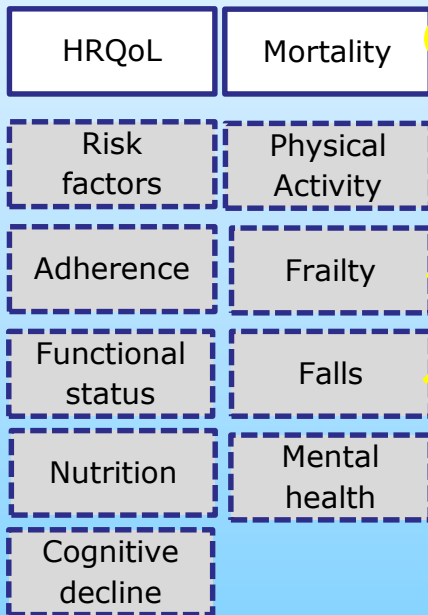 HRQoL
Mortality
Risk
factors
Physical
Activity
Adherence
Frailty
Functional
status
Falls
Nutrition
Mental
health
Cognitive
decline